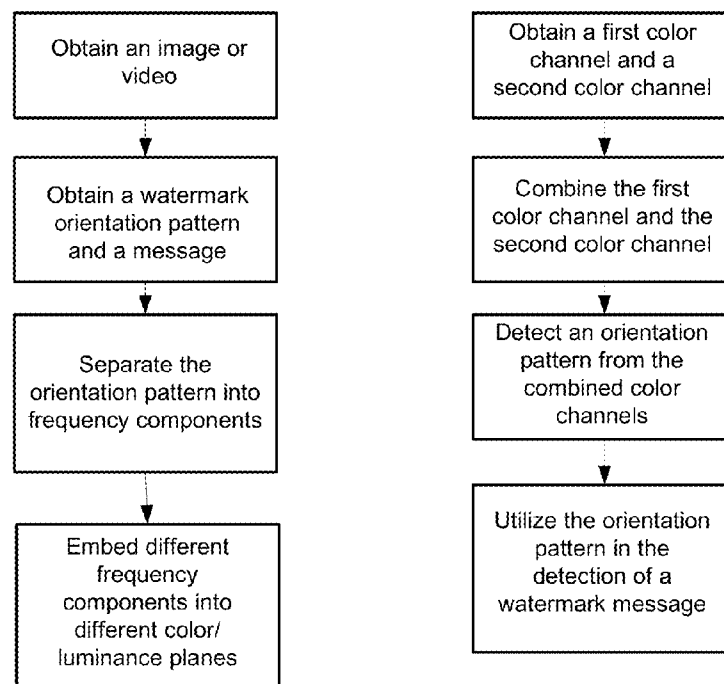 Obtain an image or
video
Obtain a watermark
orientation pattern
and a message
Separate the
orientation pattern into
frequency components
Embed different
frequency
components into
different color/
luminance planes
Obtain a first color
channel and a
second color channel
Combine the first
color channel and the
second color channel
Detect an orientation
pattern from the
combined color
channels
Utilize the orientation
pattern in the
detection of a
watermark message